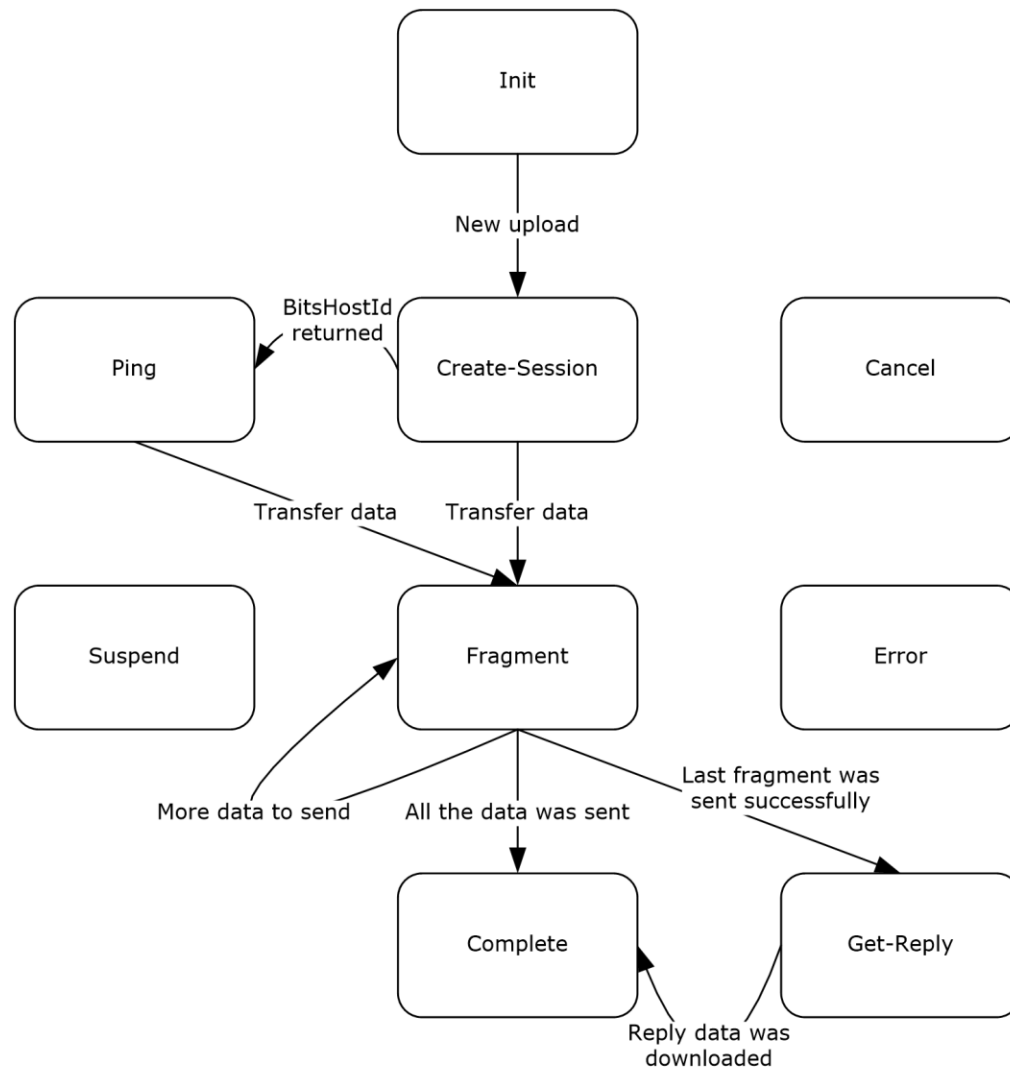 Init
New upload
BitsHostId
returned
Ping
Create-Session
Cancel
Transfer data
Transfer data
Suspend
Fragment
Error
Last fragment was
sent successfully
More data to send
All the data was sent
Complete
Get-Reply
Reply data was
downloaded